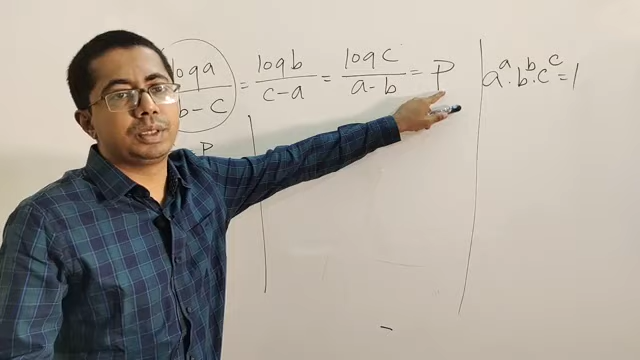 log a / b - c = log b / c - a = log c / a - b = P
a^a . b^b . c^c = 1
P